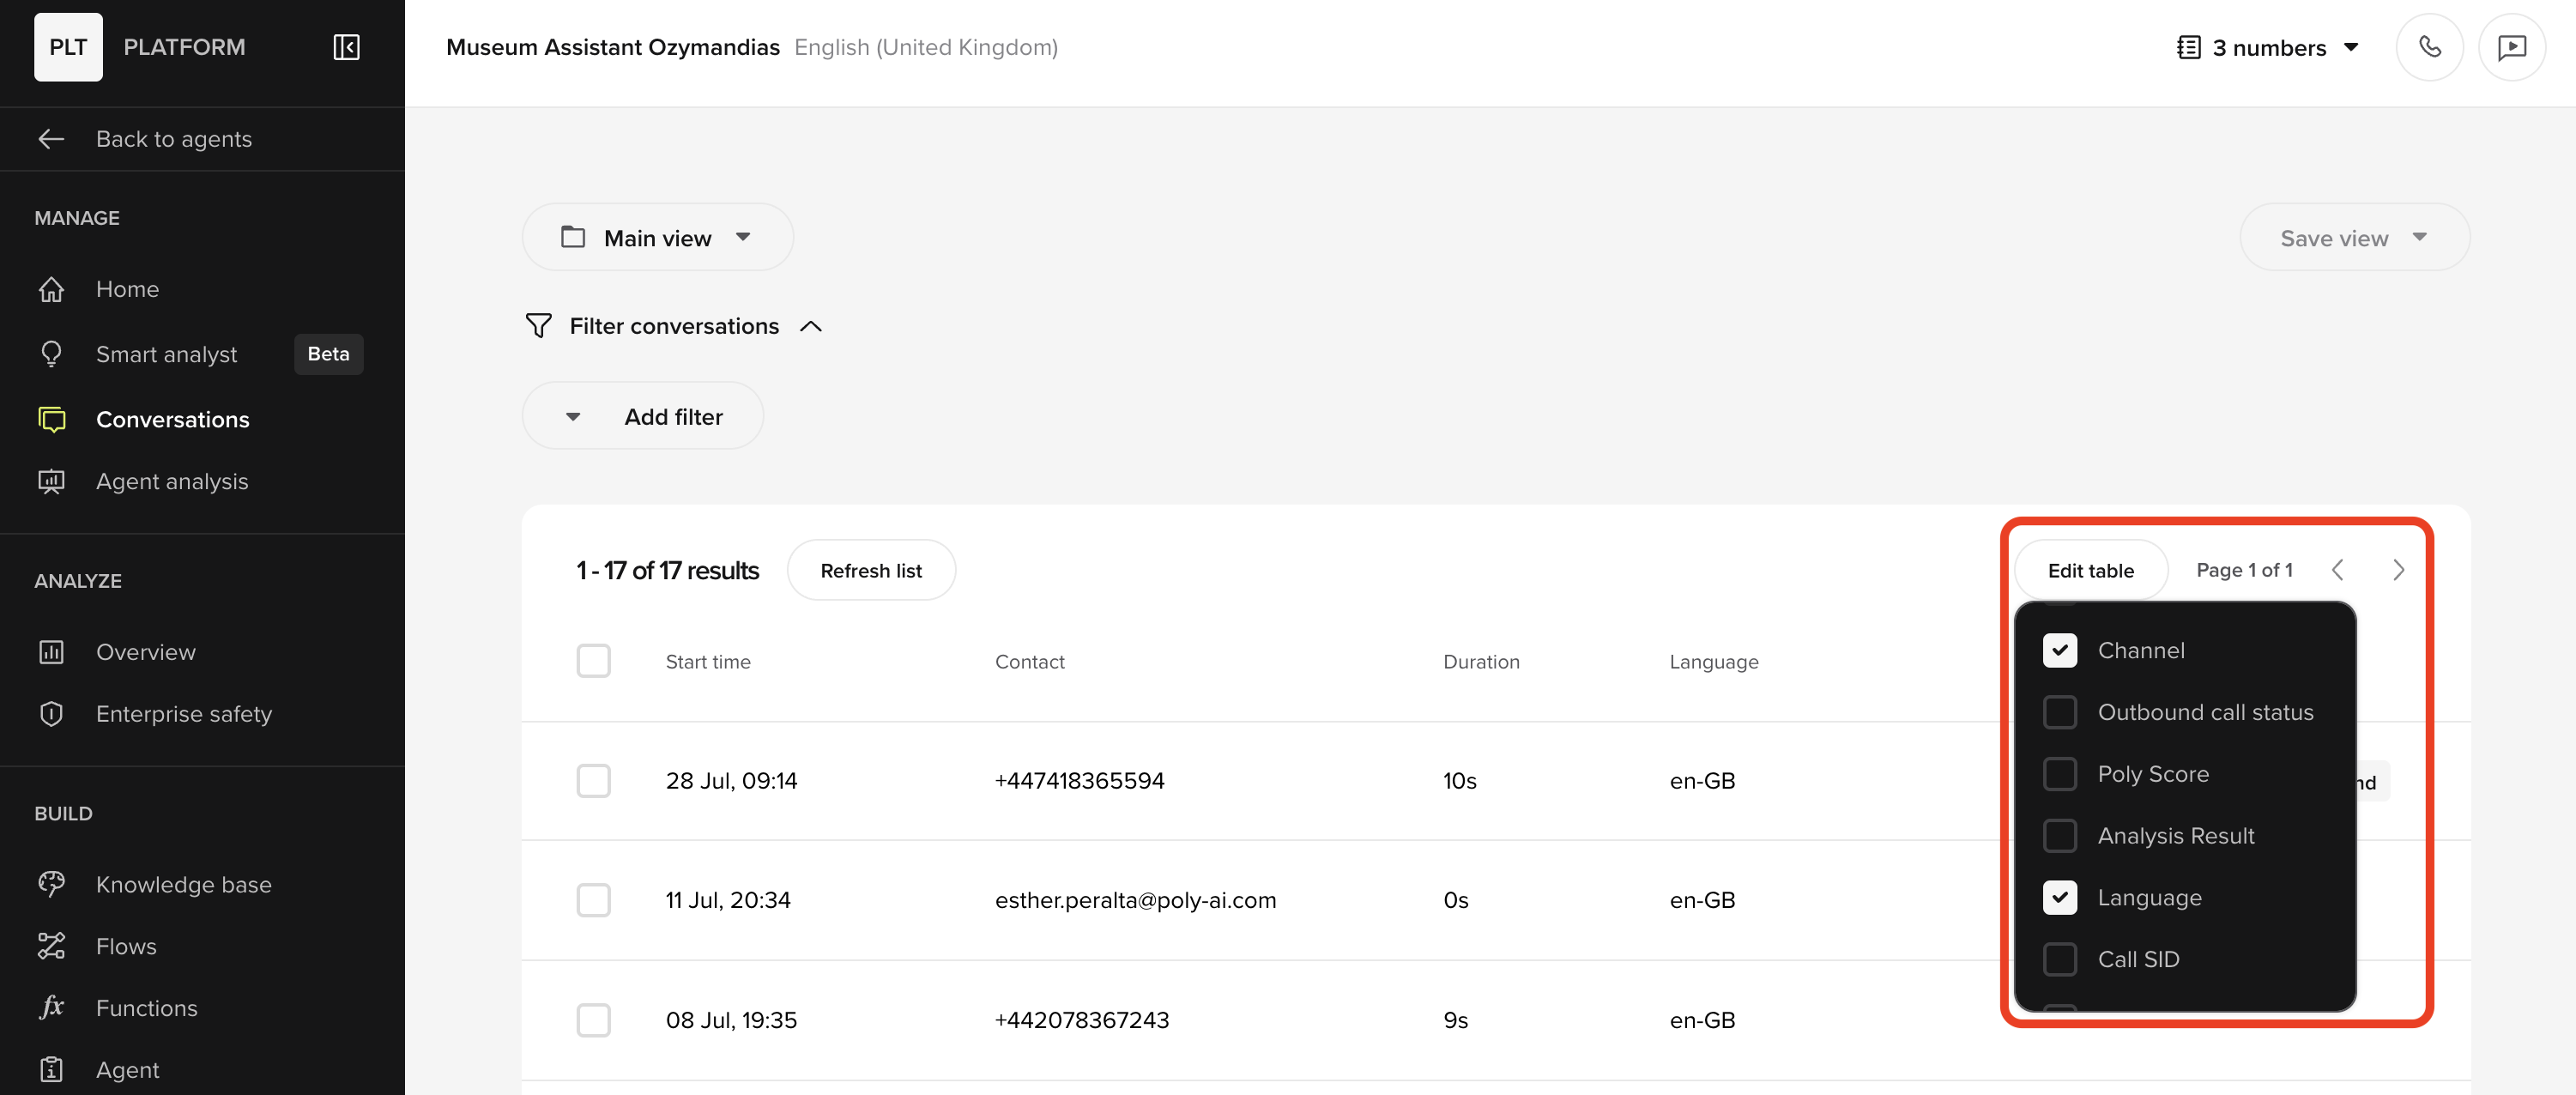 PLT PLATFORM
Museum Assistant Ozymandias English (United Kingdom)
3 numbers
Back to agents
MANAGE
Home
Smart analyst Beta
Conversations
Agent analysis
ANALYZE
Overview
Enterprise safety
BUILD
Knowledge base
Flows
Functions
Agent
Main view
Save view
Filter conversations
Add filter
1 - 17 of 17 results
Refresh list
Edit table
Page 1 of 1
Start time Contact Duration Language
28 Jul, 09:14 +447418365594 10s en-GB
11 Jul, 20:34 esther.peralta@poly-ai.com 0s en-GB
08 Jul, 19:35 +442078367243 9s en-GB
Channel
Outbound call status
Poly Score
Analysis Result
Language
Call SID